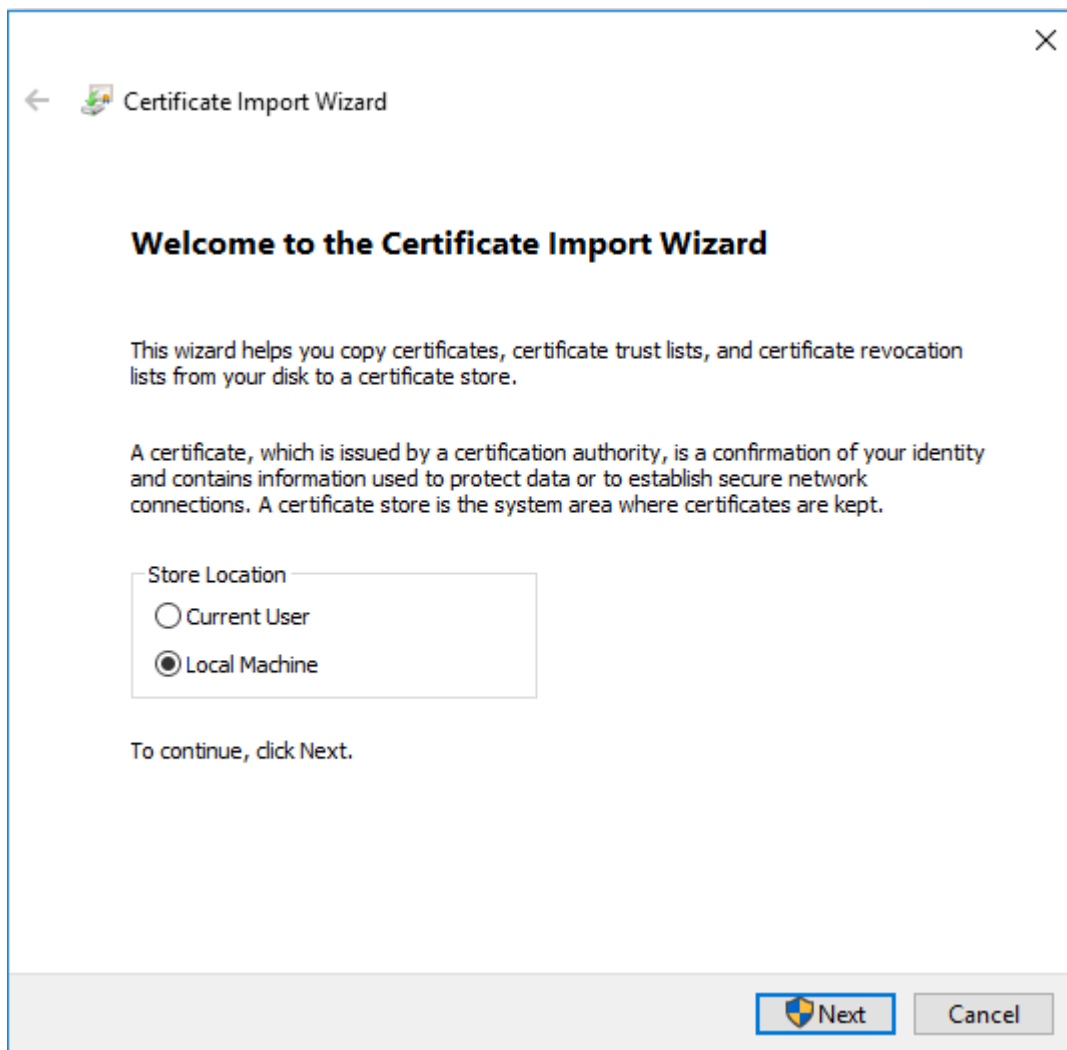 Certificate Import Wizard
Welcome to the Certificate Import Wizard
This wizard helps you copy certificates, certificate trust lists, and certificate revocation
lists from your disk to a certificate store.
A certificate, which is issued by a certification authority, is a confirmation of your identity
and contains information used to protect data or to establish secure network
connections. A certificate store is the system area where certificates are kept.
Store Location
Current User
Local Machine
To continue, click Next.
Next
Cancel